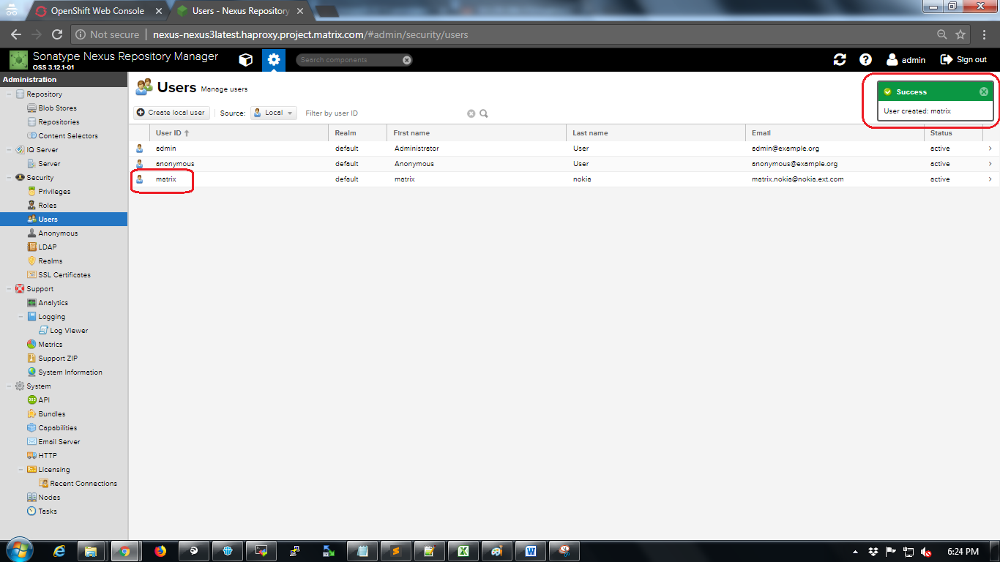 OpenShift Web Console
Users - Nexus Repository
Not secure nexus-nexus3latest.haproxy.project.matrix.com/#admin/security/users
Sonatype Nexus Repository Manager
OSS 3.12.1-01
Search components
admin
Sign out
Administration
Repository
Blob Stores
Repositories
Content Selectors
IQ Server
Server
Security
Privileges
Roles
Users
Anonymous
LDAP
Realms
SSL Certificates
Support
Analytics
Logging
Log Viewer
Metrics
Support ZIP
System Information
System
API
Bundles
Capabilities
Email Server
HTTP
Licensing
Recent Connections
Nodes
Tasks
Users Manage users
Success
User created: matrix
Create local user Source: Local Filter by user ID
User ID Realm First name Last name Email Status
admin default Administrator User admin@example.org active
anonymous default Anonymous User anonymous@example.org active
matrix default matrix nokia matrix.nokia@nokia.ext.com active
6:24 PM